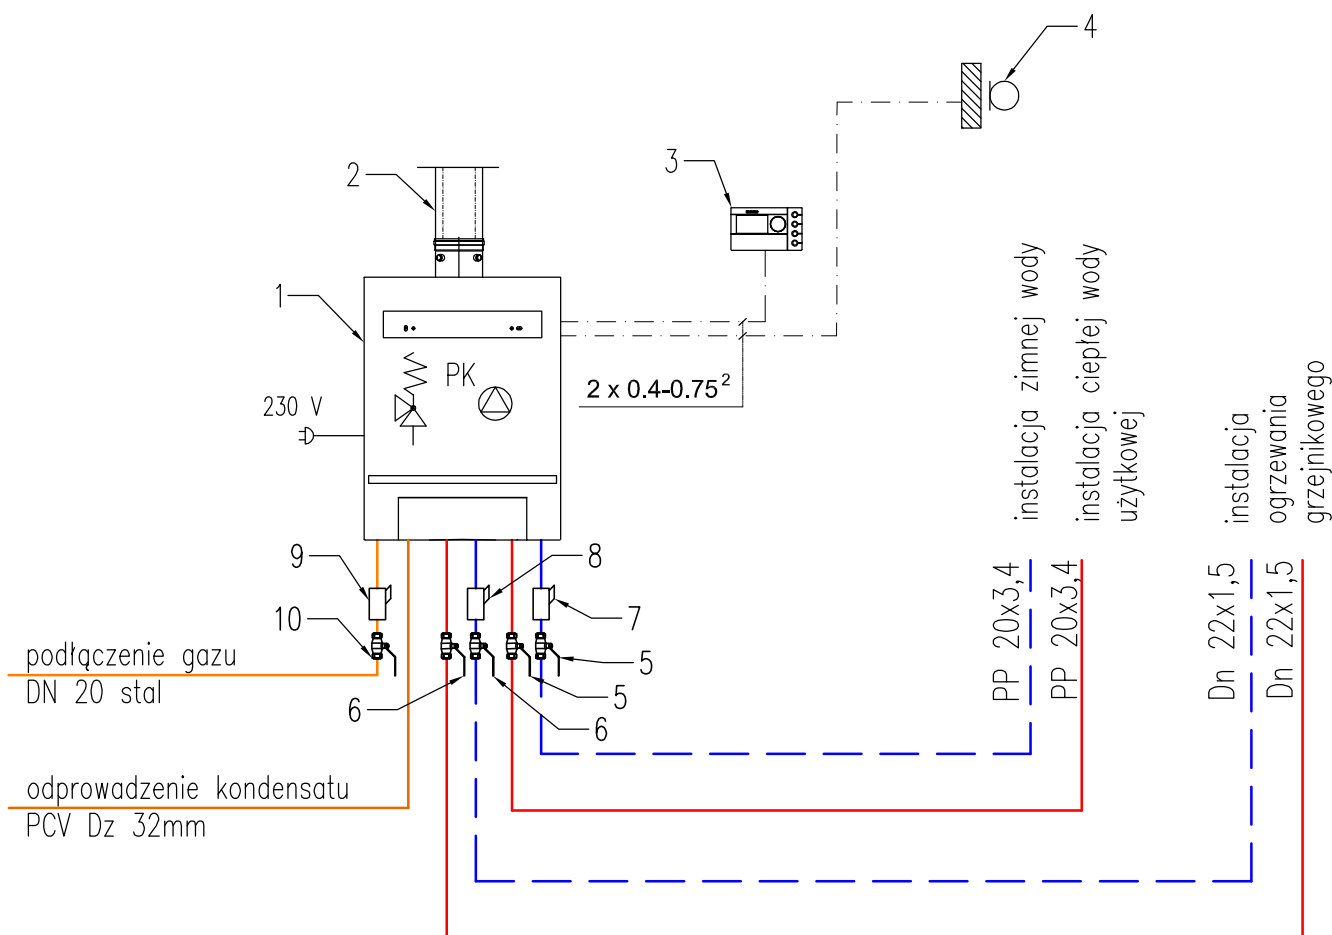 4
2
3
1
PK
2 x 0.4-0.75²
230 V
instalacja zimnej wody
instalacja ciepłej wody
użytkowej
instalacja
ogrzewania
grzejnikowego
9
8
10
7
PP 20x3,4
PP 20x3,4
Dn 22x1,5
Dn 22x1,5
podłączenie gazu
DN 20 stal
5
6
5
6
odprowadzenie kondensatu
PCV Dz 32mm